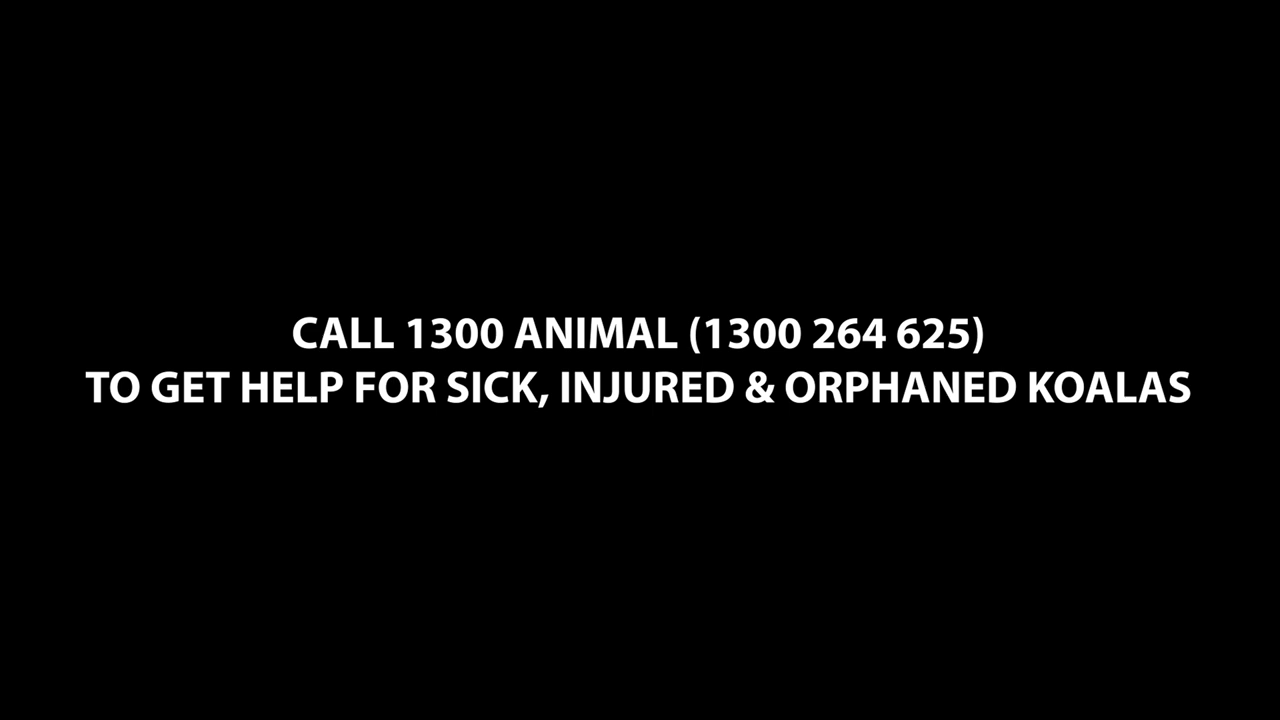 CALL 1300 ANIMAL (1300 264 625)
TO GET HELP FOR SICK, INJURED & ORPHANED KOALAS